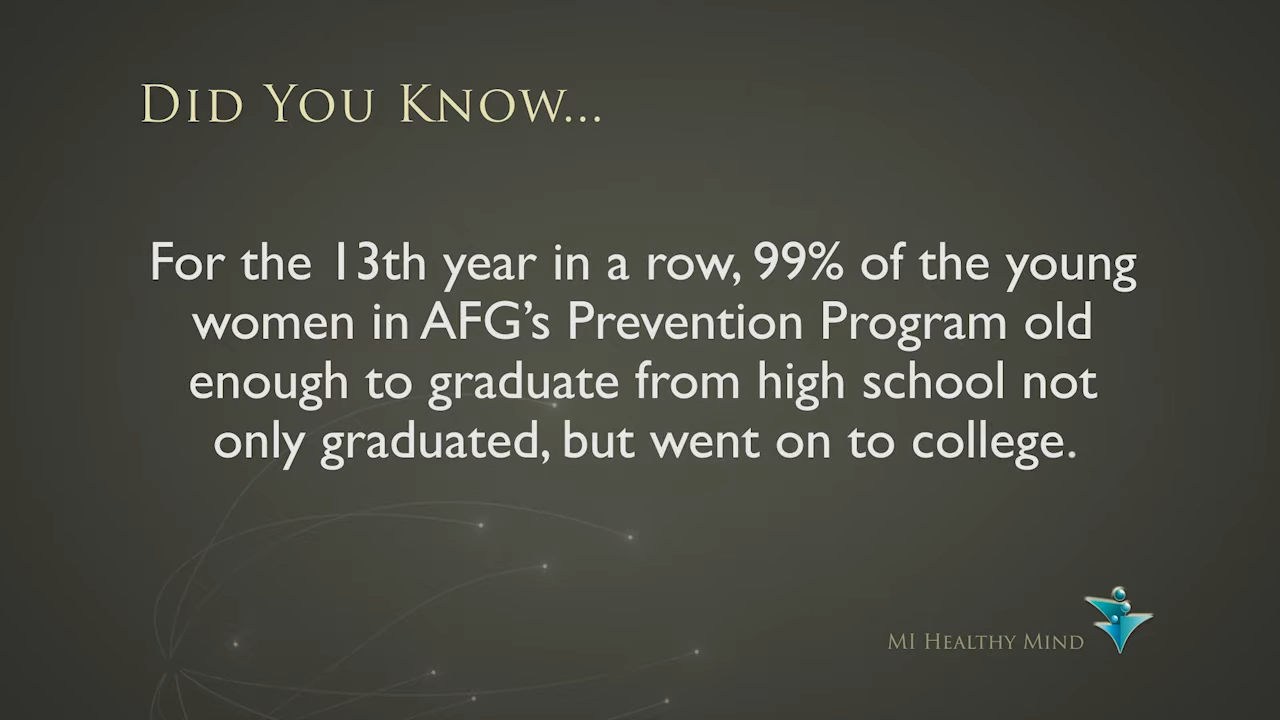 Did You Know...
For the 13th year in a row, 99% of the young
women in AFG’s Prevention Program old
enough to graduate from high school not
only graduated, but went on to college.
MI Healthy Mind